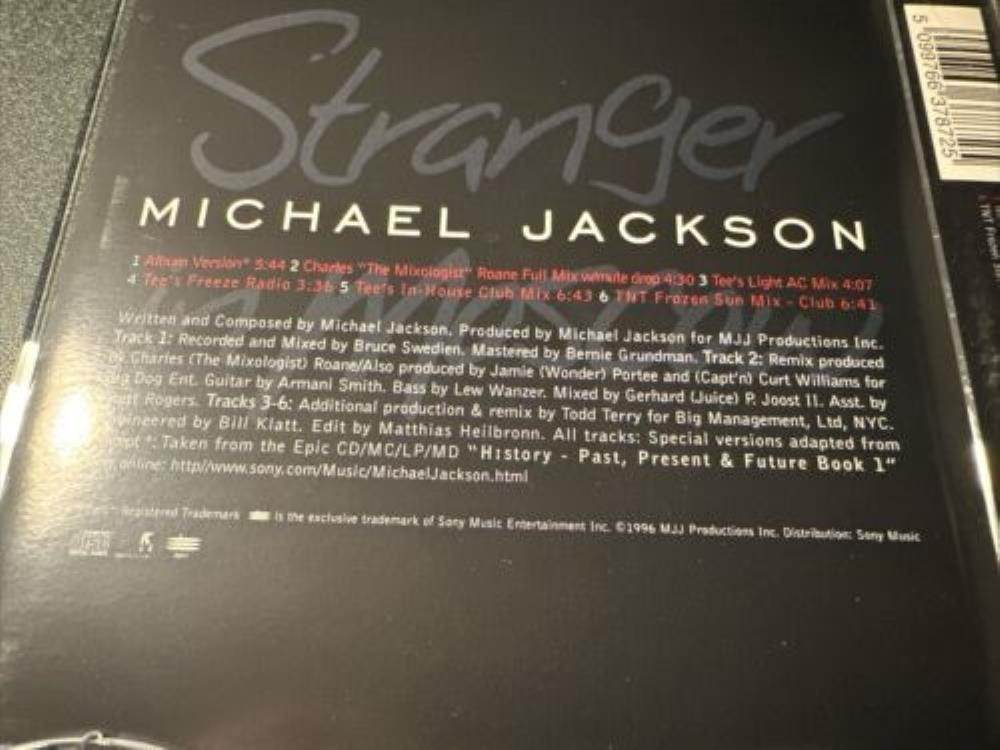 Stranger
MICHAEL JACKSON
1 Album Version* 5:44 2 Charles "The Mixologist" Roane Full Mix w/mute drop 4:30 3 Tee's Light AC Mix 4:07
4 Tee's Freeze Radio 3:36 5 Tee's In-House Club Mix 6:43 6 TNT Frozen Sun Mix - Club 6:41
in Moscow
Written and Composed by Michael Jackson. Produced by Michael Jackson for MJJ Productions Inc.
Track 1: Recorded and Mixed by Bruce Swedien. Mastered by Bernie Grundman. Track 2: Remix produced
by Charles (The Mixologist) Roane/Also produced by Jamie (Wonder) Portee and (Capt'n) Curt Williams for
Dog Ent. Guitar by Armani Smith. Bass by Lew Wanzer. Mixed by Gerhard (Juice) P. Joost II. Asst. by
Rogers. Tracks 3-6: Additional production & remix by Todd Terry for Big Management, Ltd, NYC.
by Bill Klatt. Edit by Matthias Heilbronn. All tracks: Special versions adapted from
*: Taken from the Epic CD/MC/LP/MD "HIstory - Past, Present & Future Book 1"
online: http//www.sony.com/Music/MichaelJackson.html
Registered Trademark is the exclusive trademark of Sony Music Entertainment Inc. ©1996 MJJ Productions Inc. Distribution: Sony Music
5 099766 378725